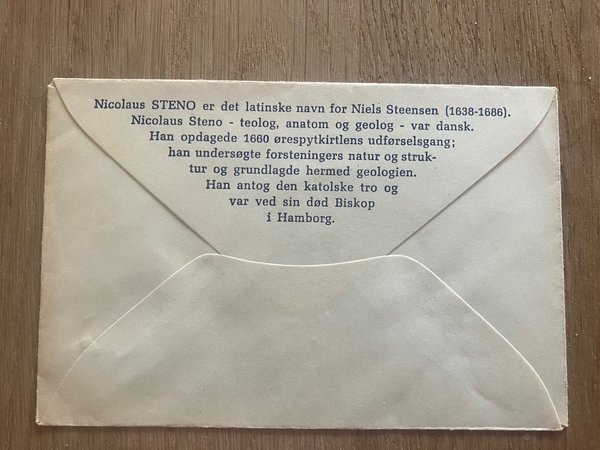 Nicolaus STENO er det latinske navn for Niels Steensen (1638-1686).
Nicolaus Steno - teolog, anatom og geolog - var dansk.
Han opdagede 1660 ørespytkirtlens udførselsgang;
han undersøgte forsteningers natur og struk-
tur og grundlagde hermed geologien.
Han antog den katolske tro og
var ved sin død Biskop
i Hamborg.